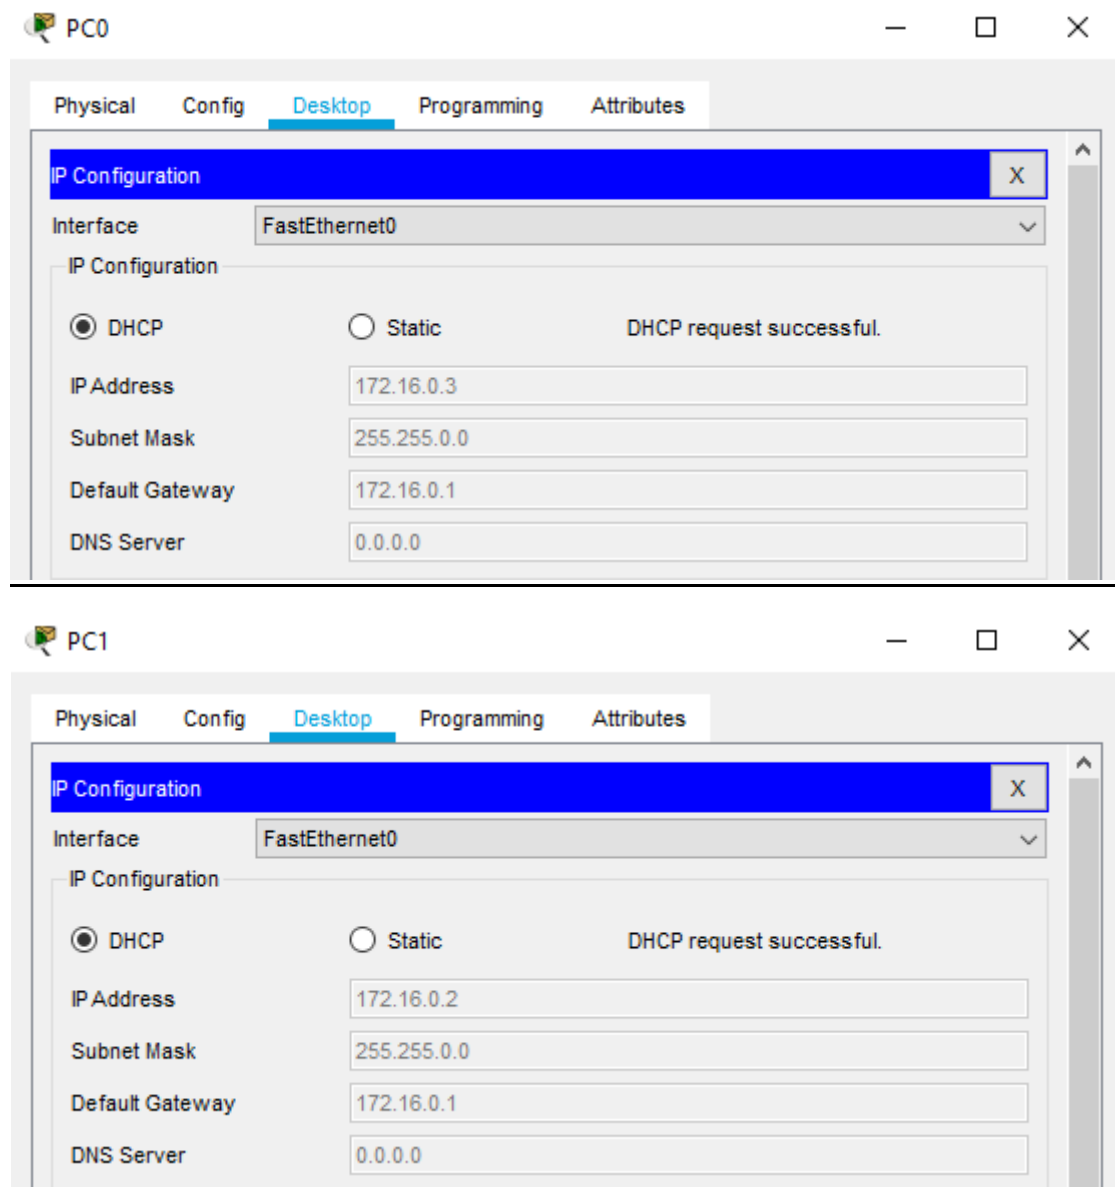 PC0
Physical Config Desktop Programming Attributes
IP Configuration X
Interface FastEthernet0
IP Configuration
DHCP Static DHCP request successful.
IP Address 172.16.0.3
Subnet Mask 255.255.0.0
Default Gateway 172.16.0.1
DNS Server 0.0.0.0
PC1
Physical Config Desktop Programming Attributes
IP Configuration X
Interface FastEthernet0
IP Configuration
DHCP Static DHCP request successful.
IP Address 172.16.0.2
Subnet Mask 255.255.0.0
Default Gateway 172.16.0.1
DNS Server 0.0.0.0